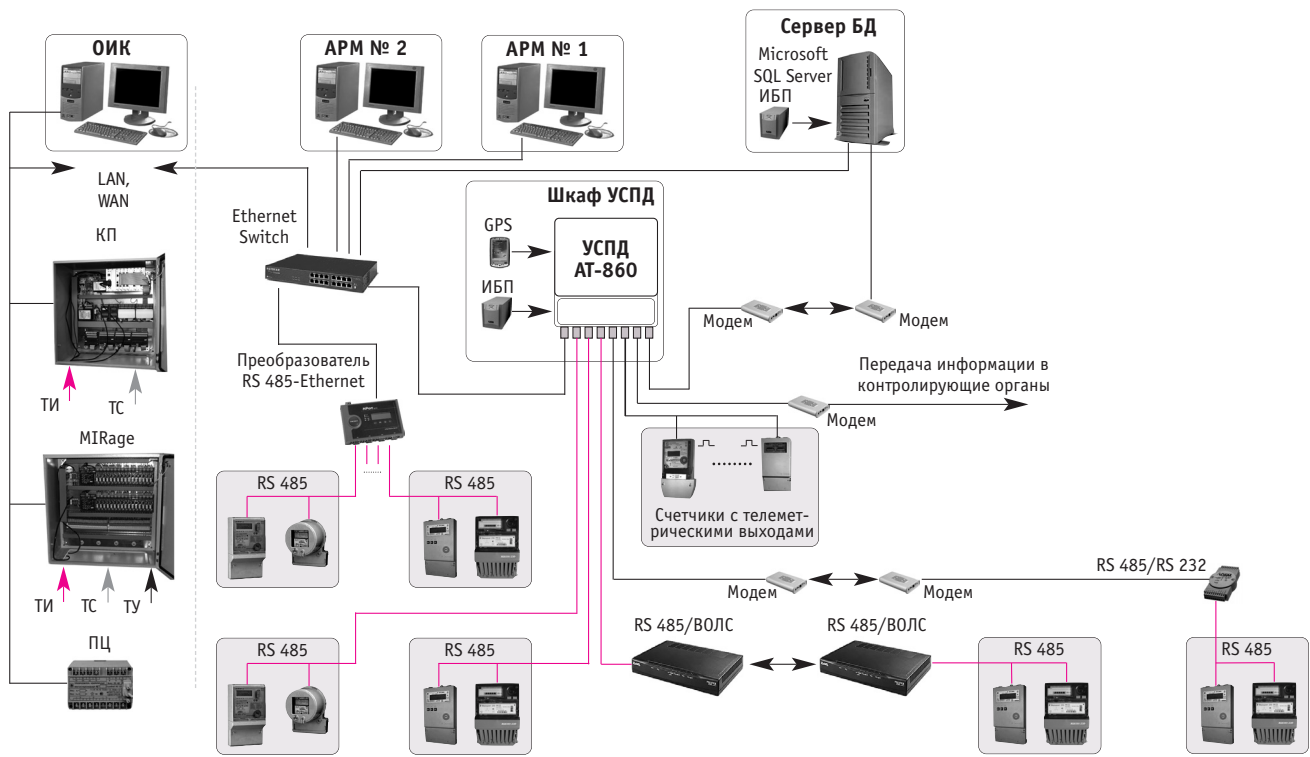 ОИК
АРМ № 2
АРМ № 1
Сервер БД
Microsoft
SQL Server
ИБП
LAN,
WAN
КП
ТИ
ТС
MIRage
ТИ
ТС
ТУ
ПЦ
Ethernet
Switch
Преобразователь
RS 485-Ethernet
Шкаф УСПД
GPS
УСПД
АТ-860
ИБП
Модем
Модем
Передача информации в
контролирующие органы
Модем
Счетчики с телемет-
рическими выходами
RS 485
RS 485
Модем
Модем
RS 485/RS 232
RS 485/ВОЛС
RS 485/ВОЛС
RS 485
RS 485
RS 485
RS 485